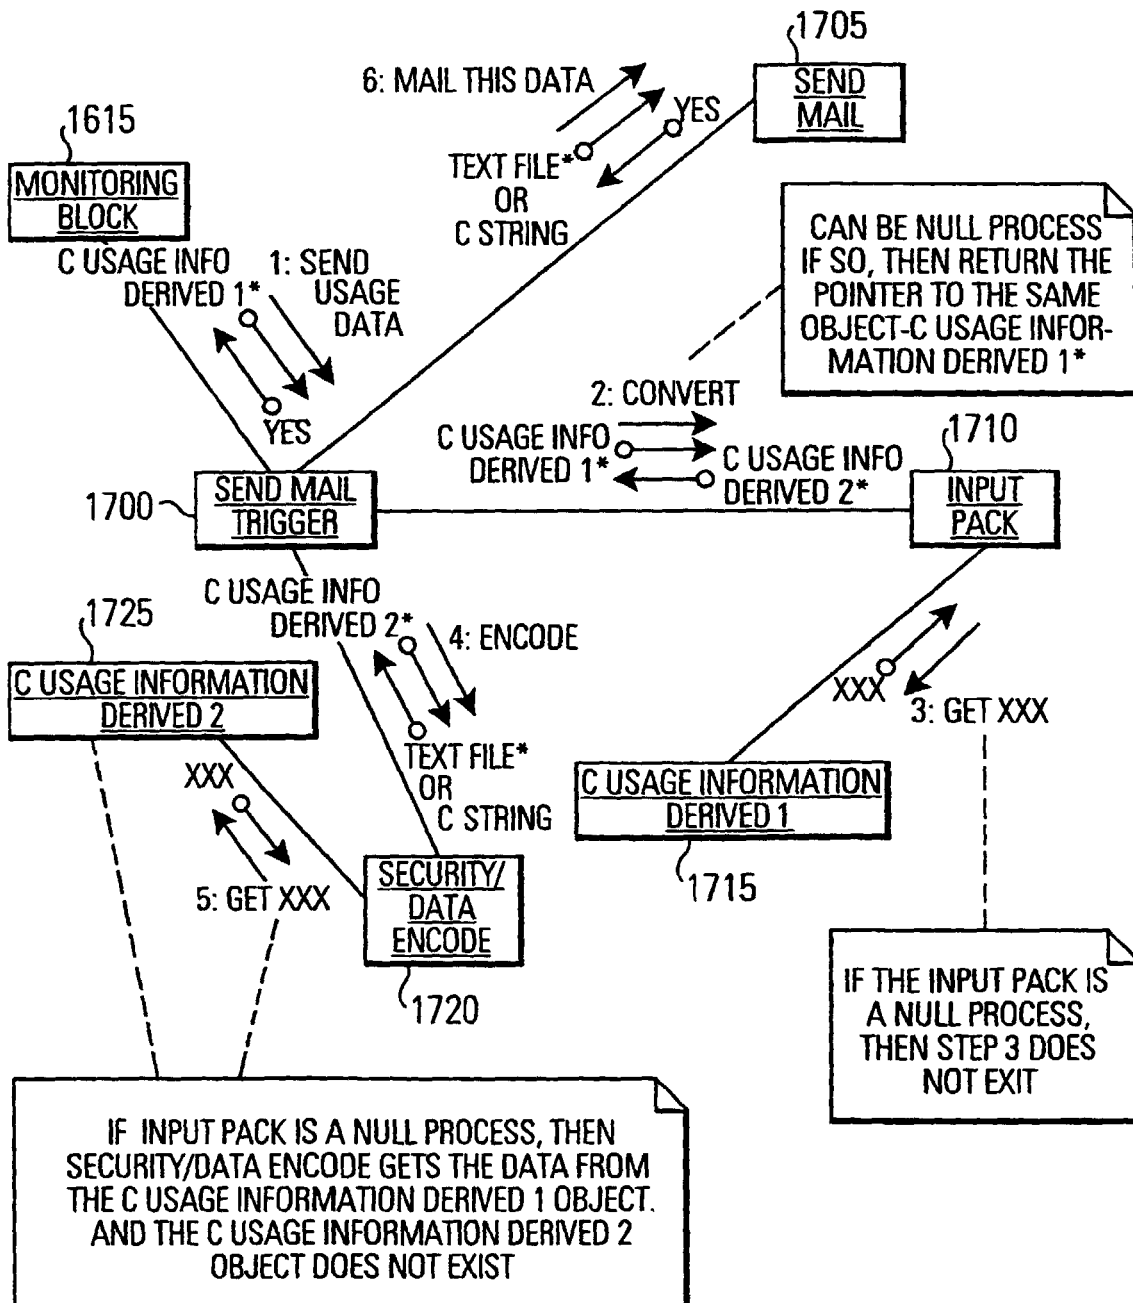 1705
SEND
MAIL
6: MAIL THIS DATA
YES
TEXT FILE*
OR
C STRING
1615
MONITORING
BLOCK
C USAGE INFO
DERIVED 1*
1: SEND
USAGE
DATA
YES
CAN BE NULL PROCESS
IF SO, THEN RETURN THE
POINTER TO THE SAME
OBJECT-C USAGE INFOR-
MATION DERIVED 1*
2: CONVERT
C USAGE INFO
DERIVED 1*
C USAGE INFO
DERIVED 2*
1710
INPUT
PACK
1700
SEND MAIL
TRIGGER
C USAGE INFO
DERIVED 2*
4: ENCODE
TEXT FILE*
OR
C STRING
1725
C USAGE INFORMATION
DERIVED 2
XXX
5: GET XXX
SECURITY/
DATA
ENCODE
1720
XXX
3: GET XXX
C USAGE INFORMATION
DERIVED 1
1715
IF THE INPUT PACK IS
A NULL PROCESS,
THEN STEP 3 DOES
NOT EXIT
IF INPUT PACK IS A NULL PROCESS, THEN
SECURITY/DATA ENCODE GETS THE DATA FROM
THE C USAGE INFORMATION DERIVED 1 OBJECT.
AND THE C USAGE INFORMATION DERIVED 2
OBJECT DOES NOT EXIST